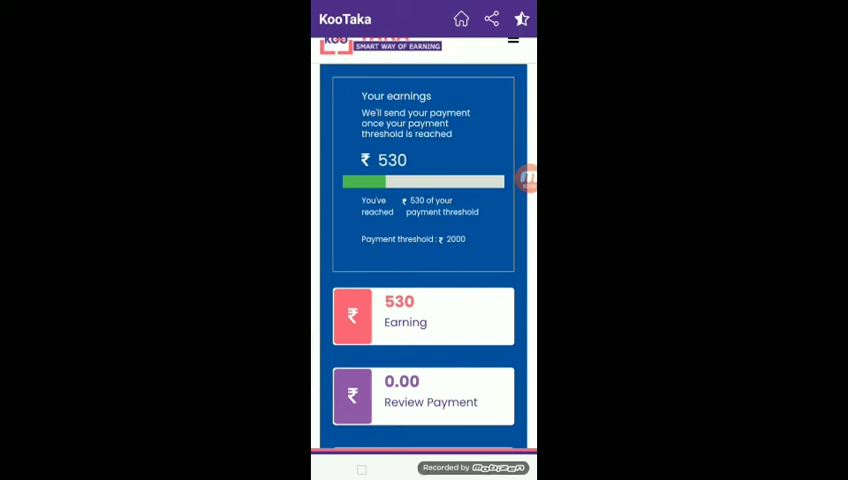 KooTaka
KOO
SMART WAY OF EARNING
Your earnings
We'll send your payment
once your payment
threshold is reached
₹ 530
You've ₹ 530 of your
reached payment threshold
Payment threshold : ₹ 2000
₹ 530
Earning
₹ 0.00
Review Payment
Recorded by mobizen